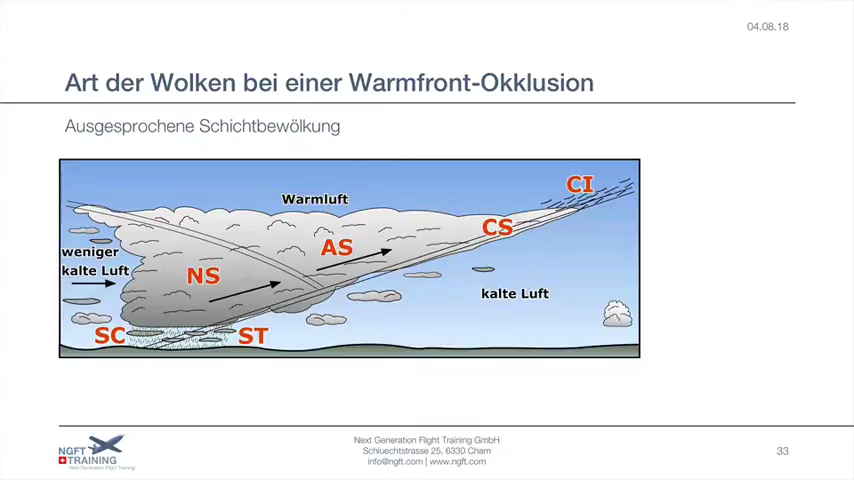 04.08.18
Art der Wolken bei einer Warmfront-Okklusion
Ausgesprochene Schichtbewölkung
CI
Warmluft
CS
AS
weniger
kalte Luft
NS
kalte Luft
SC
ST
NGFT
TRAINING
Next Generation Flight Training
Next Generation Flight Training GmbH
Schluechtstrasse 25, 6330 Cham
info@ngft.com | www.ngft.com
33